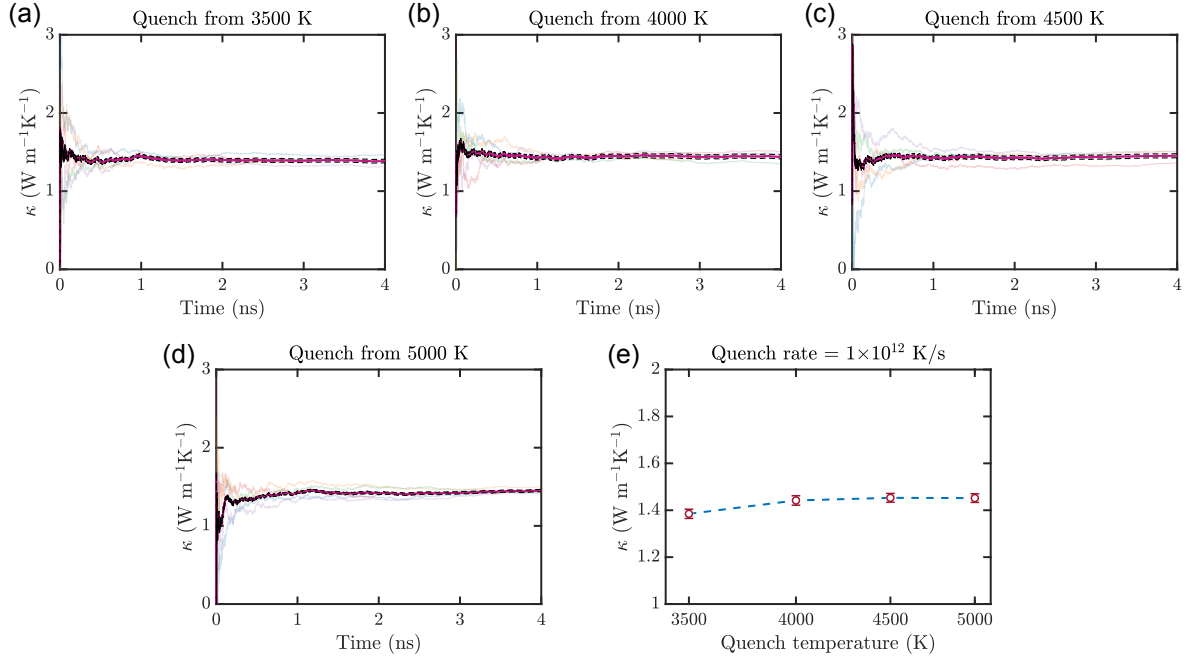 (a) Quench from 3500 K
3
2
1
0
κ (W m⁻¹K⁻¹)
0 1 2 3 4
Time (ns)
(b) Quench from 4000 K
3
2
1
0
κ (W m⁻¹K⁻¹)
0 1 2 3 4
Time (ns)
(c) Quench from 4500 K
3
2
1
0
κ (W m⁻¹K⁻¹)
0 1 2 3 4
Time (ns)
(d) Quench from 5000 K
3
2
1
0
κ (W m⁻¹K⁻¹)
0 1 2 3 4
Time (ns)
(e) Quench rate = 1×10¹² K/s
2
1.8
1.6
1.4
1.2
1
κ (W m⁻¹K⁻¹)
3500 4000 4500 5000
Quench temperature (K)